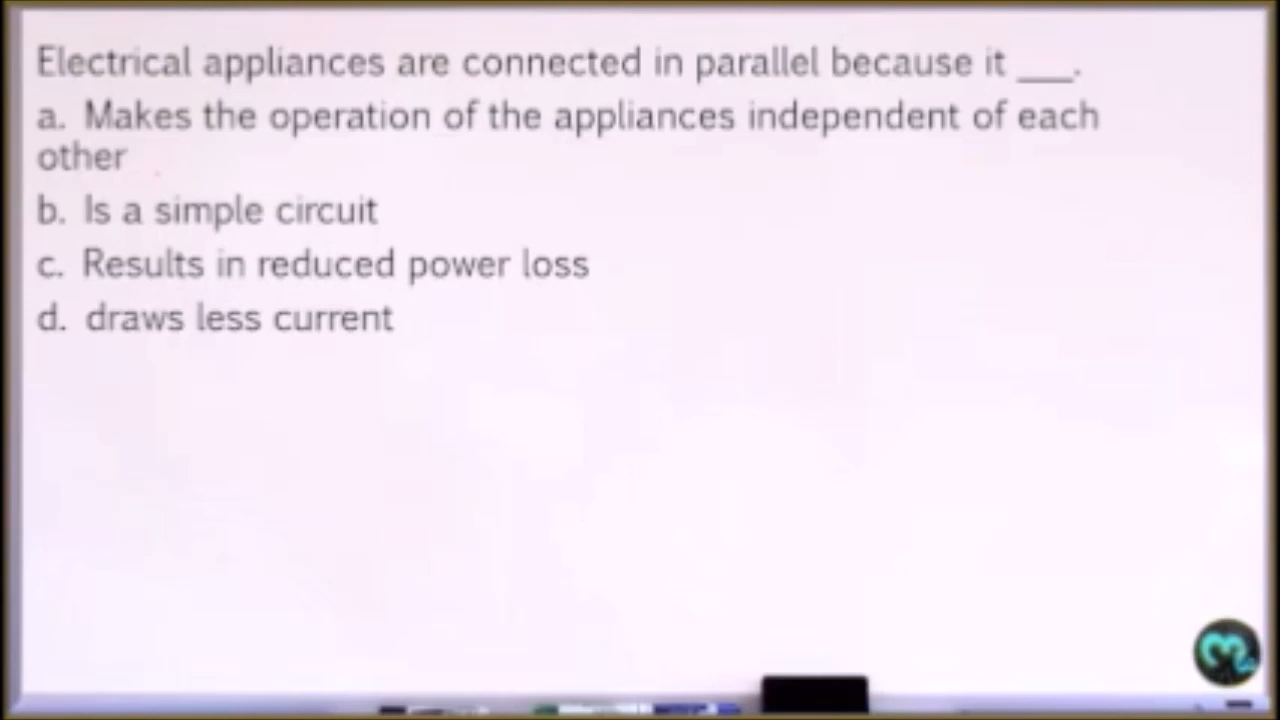 Electrical appliances are connected in parallel because it ___.
a. Makes the operation of the appliances independent of each
other
b. Is a simple circuit
c. Results in reduced power loss
d. draws less current